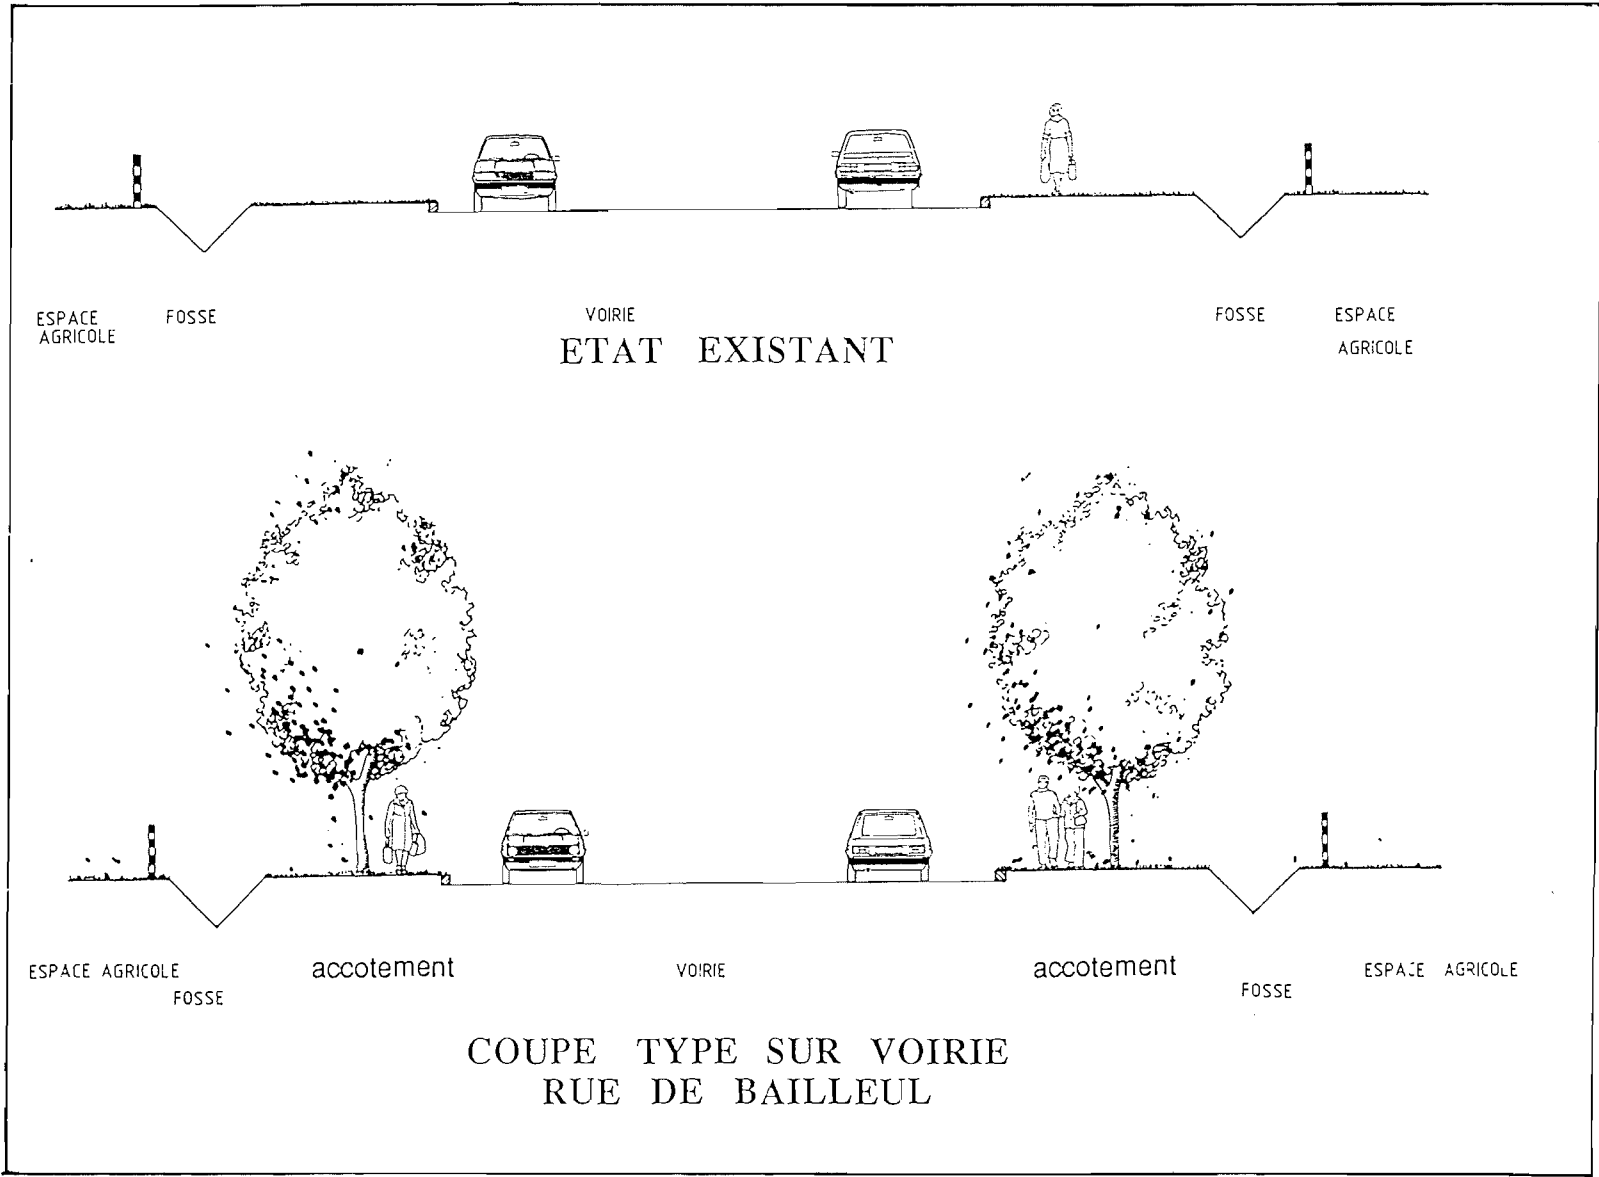 ESPACE
AGRICOLE
FOSSE
VOIRIE
FOSSE
ESPACE
AGRICOLE
ETAT EXISTANT
ESPACE AGRICOLE
FOSSE
accotement
VOIRIE
accotement
FOSSE
ESPACE AGRICOLE
COUPE TYPE SUR VOIRIE
RUE DE BAILLEUL